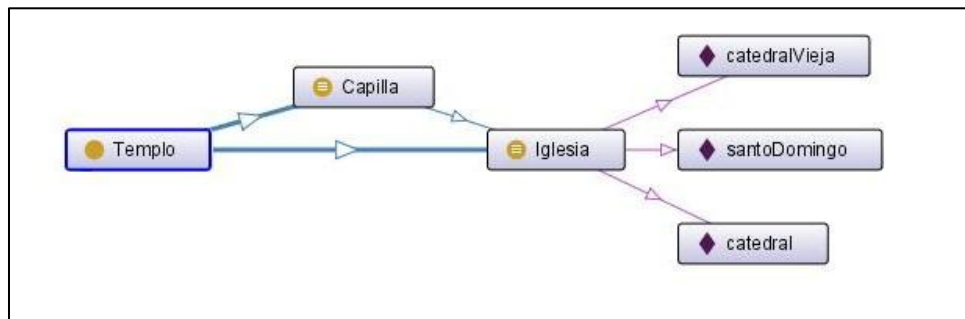 catedralVieja
Capilla
Templo
Iglesia
santoDomingo
catedral